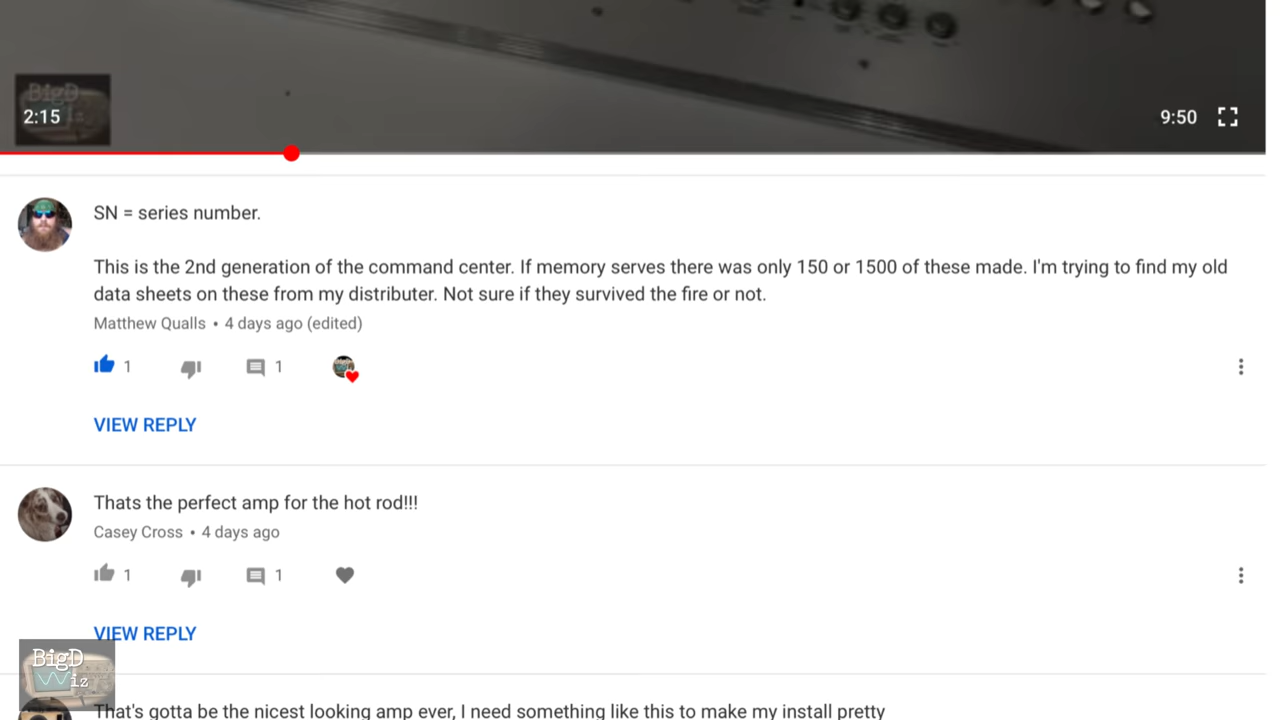 BigD
2:15
9:50
SN = series number.
This is the 2nd generation of the command center. If memory serves there was only 150 or 1500 of these made. I'm trying to find my old
data sheets on these from my distributer. Not sure if they survived the fire or not.
Matthew Qualls • 4 days ago (edited)
1
1
VIEW REPLY
Thats the perfect amp for the hot rod!!!
Casey Cross • 4 days ago
1
1
VIEW REPLY
BigD
iz
That's gotta be the nicest looking amp ever, I need something like this to make my install pretty